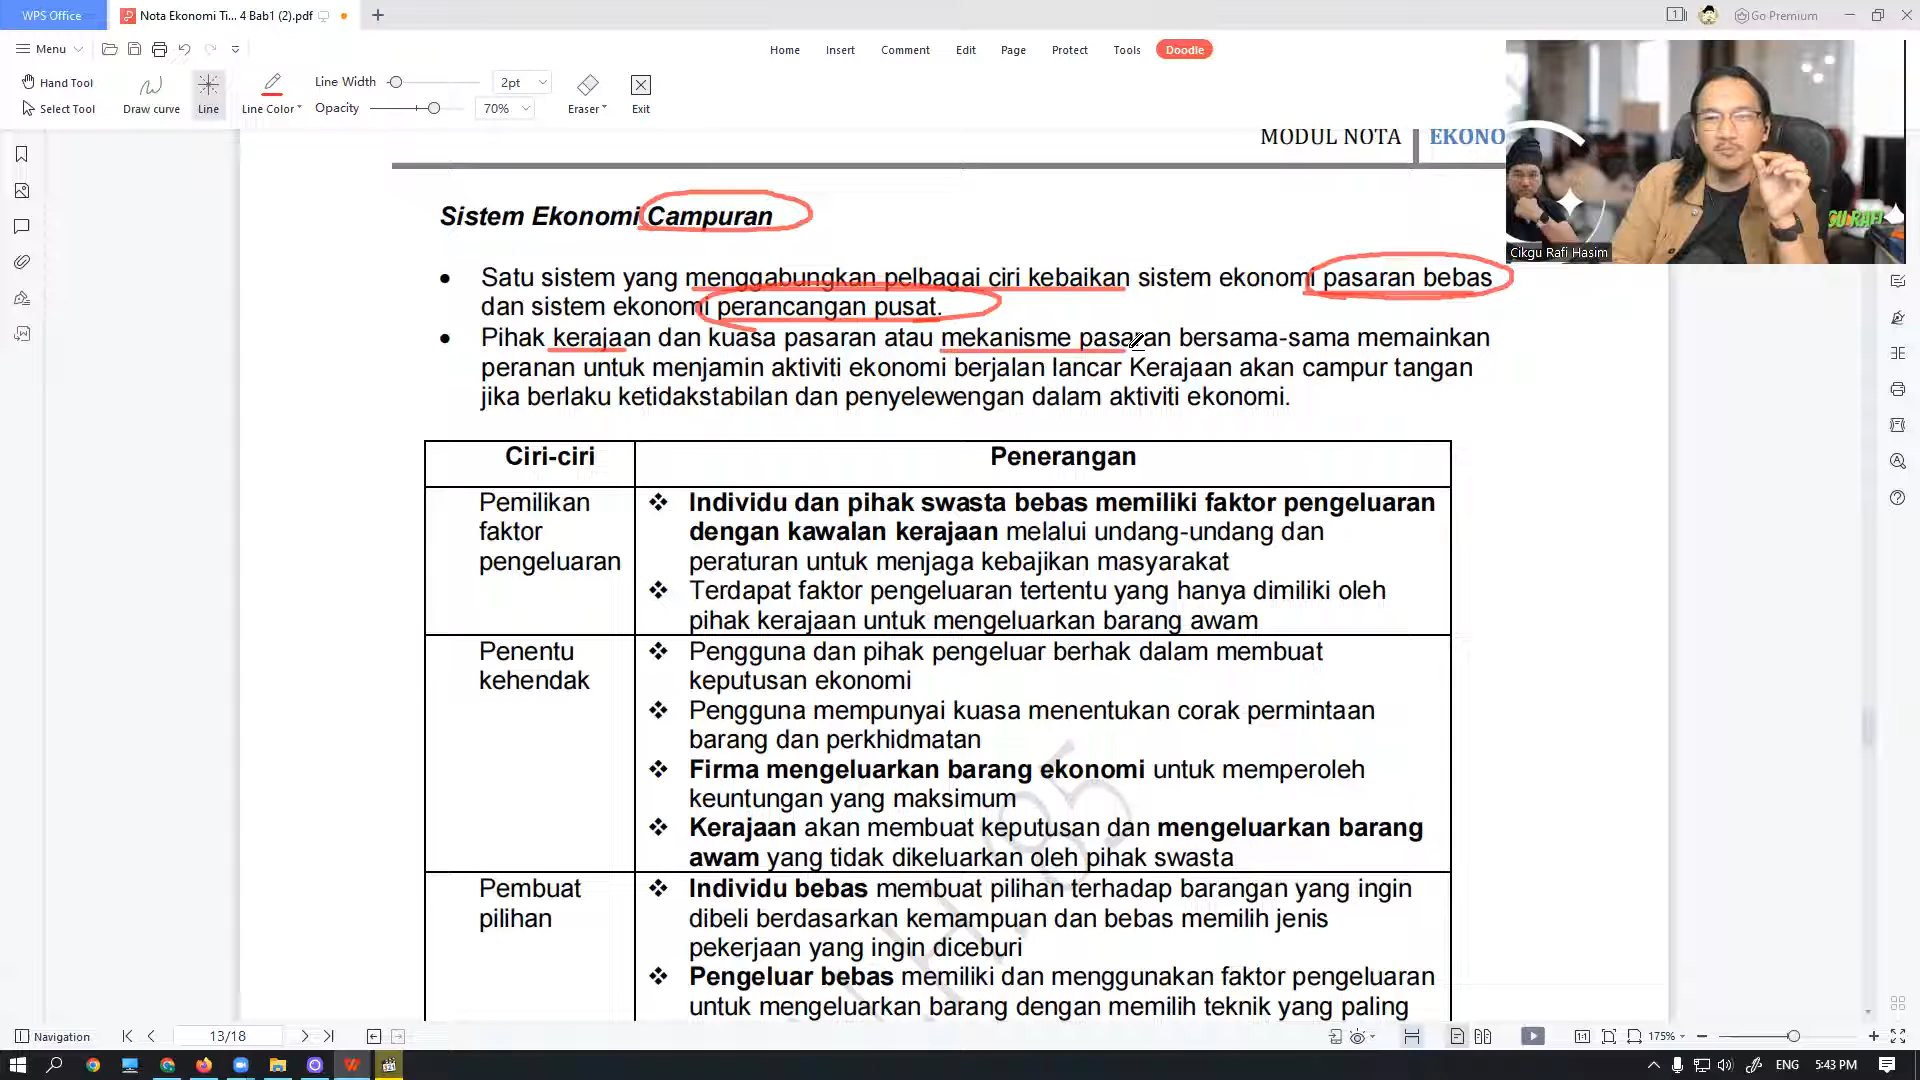 WPS Office
Nota Ekonomi Ti... 4 Bab1 (2).pdf
1
Go Premium
Menu
Home Insert Comment Edit Page Protect Tools Doodle
Hand Tool
Select Tool
Draw curve
Line
Line Color
Line Width
2pt
Opacity
70%
Eraser
Exit
MODUL NOTA EKONO
GU RAFI
Cikgu Rafi Hasim
Sistem Ekonomi Campuran
• Satu sistem yang menggabungkan pelbagai ciri kebaikan sistem ekonomi pasaran bebas
dan sistem ekonomi perancangan pusat.
• Pihak kerajaan dan kuasa pasaran atau mekanisme pasaran bersama-sama memainkan
peranan untuk menjamin aktiviti ekonomi berjalan lancar Kerajaan akan campur tangan
jika berlaku ketidakstabilan dan penyelewengan dalam aktiviti ekonomi.
Ciri-ciri
Penerangan
Pemilikan
faktor
pengeluaran
❖ Individu dan pihak swasta bebas memiliki faktor pengeluaran
dengan kawalan kerajaan melalui undang-undang dan
peraturan untuk menjaga kebajikan masyarakat
❖ Terdapat faktor pengeluaran tertentu yang hanya dimiliki oleh
pihak kerajaan untuk mengeluarkan barang awam
Penentu
kehendak
❖ Pengguna dan pihak pengeluar berhak dalam membuat
keputusan ekonomi
❖ Pengguna mempunyai kuasa menentukan corak permintaan
barang dan perkhidmatan
❖ Firma mengeluarkan barang ekonomi untuk memperoleh
keuntungan yang maksimum
❖ Kerajaan akan membuat keputusan dan mengeluarkan barang
awam yang tidak dikeluarkan oleh pihak swasta
Pembuat
pilihan
❖ Individu bebas membuat pilihan terhadap barangan yang ingin
dibeli berdasarkan kemampuan dan bebas memilih jenis
pekerjaan yang ingin diceburi
❖ Pengeluar bebas memiliki dan menggunakan faktor pengeluaran
untuk mengeluarkan barang dengan memilih teknik yang paling
Navigation
13/18
175%
ENG
5:43 PM